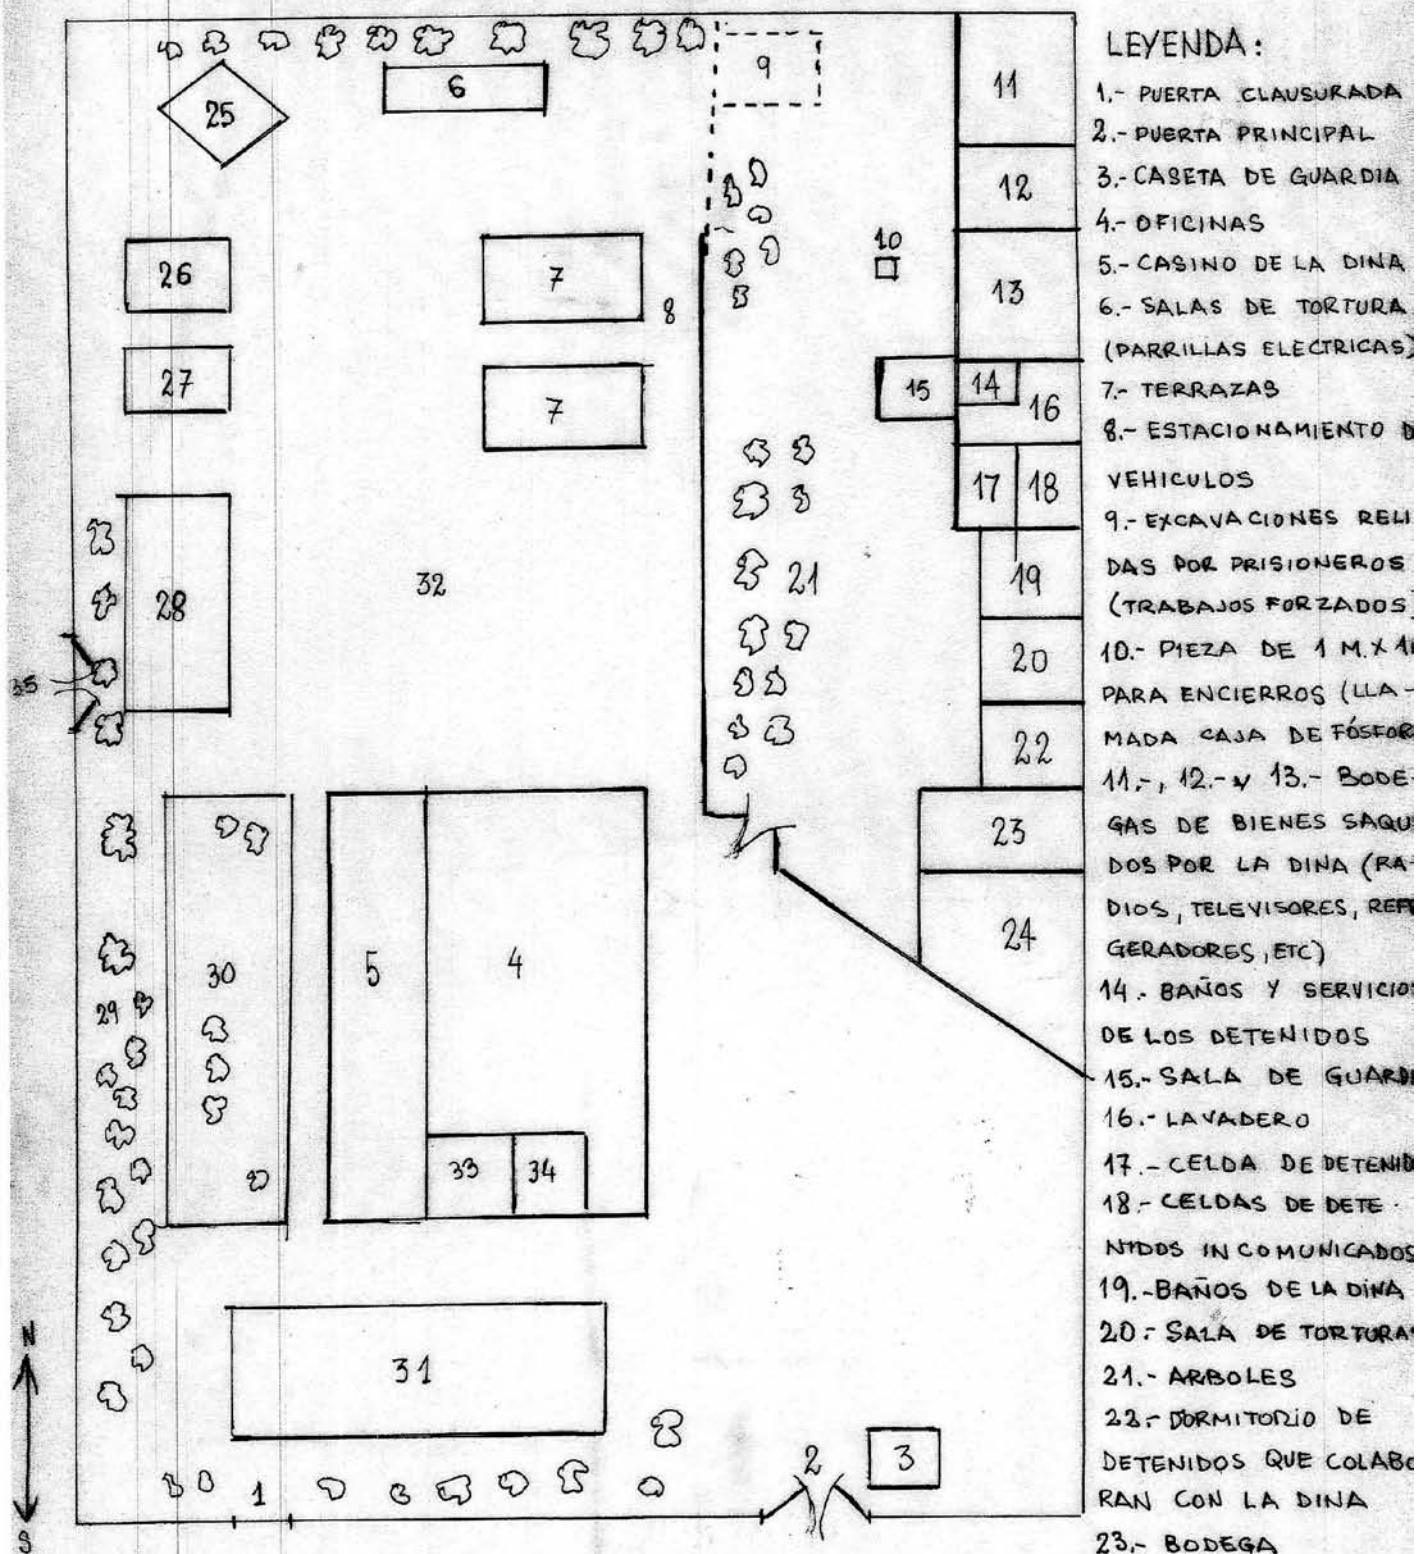 LEYENDA:
1.- PUERTA CLAUSURADA
2.- PUERTA PRINCIPAL
3.- CASETA DE GUARDIA
4.- OFICINAS
5.- CASINO DE LA DINA
6.- SALAS DE TORTURA
(PARRILLAS ELECTRICAS)
7.- TERRAZAS
8.- ESTACIONAMIENTO D
VEHICULOS
9.- EXCAVACIONES RELI
DAS POR PRISIONEROS
(TRABAJOS FORZADOS)
10.- PIEZA DE 1 M. X 1
PARA ENCIERROS (LLA-
MADA CAJA DE FÓSFOR
11.-, 12.- Y 13.- BODE-
GAS DE BIENES SAQU
DOS POR LA DINA (RA-
DIOS, TELEVISORES, REF
GERADORES, ETC)
14.- BAÑOS Y SERVICIOS
DE LOS DETENIDOS
15.- SALA DE GUARDI
16.- LAVADERO
17.- CELDA DE DETENID
18.- CELDAS DE DETE
NIDOS INCOMUNICADOS
19.- BAÑOS DE LA DINA
20.- SALA DE TORTURAS
21.- ARBOLES
22.- DORMITORIO DE
DETENIDOS QUE COLABO
RAN CON LA DINA
23.- BODEGA
25
6
9
11
12
10
26
7
8
13
27
7
15
14
16
17
18
28
32
21
19
20
35
22
23
30
5
4
24
29
33
34
N
31
2
3
1
S